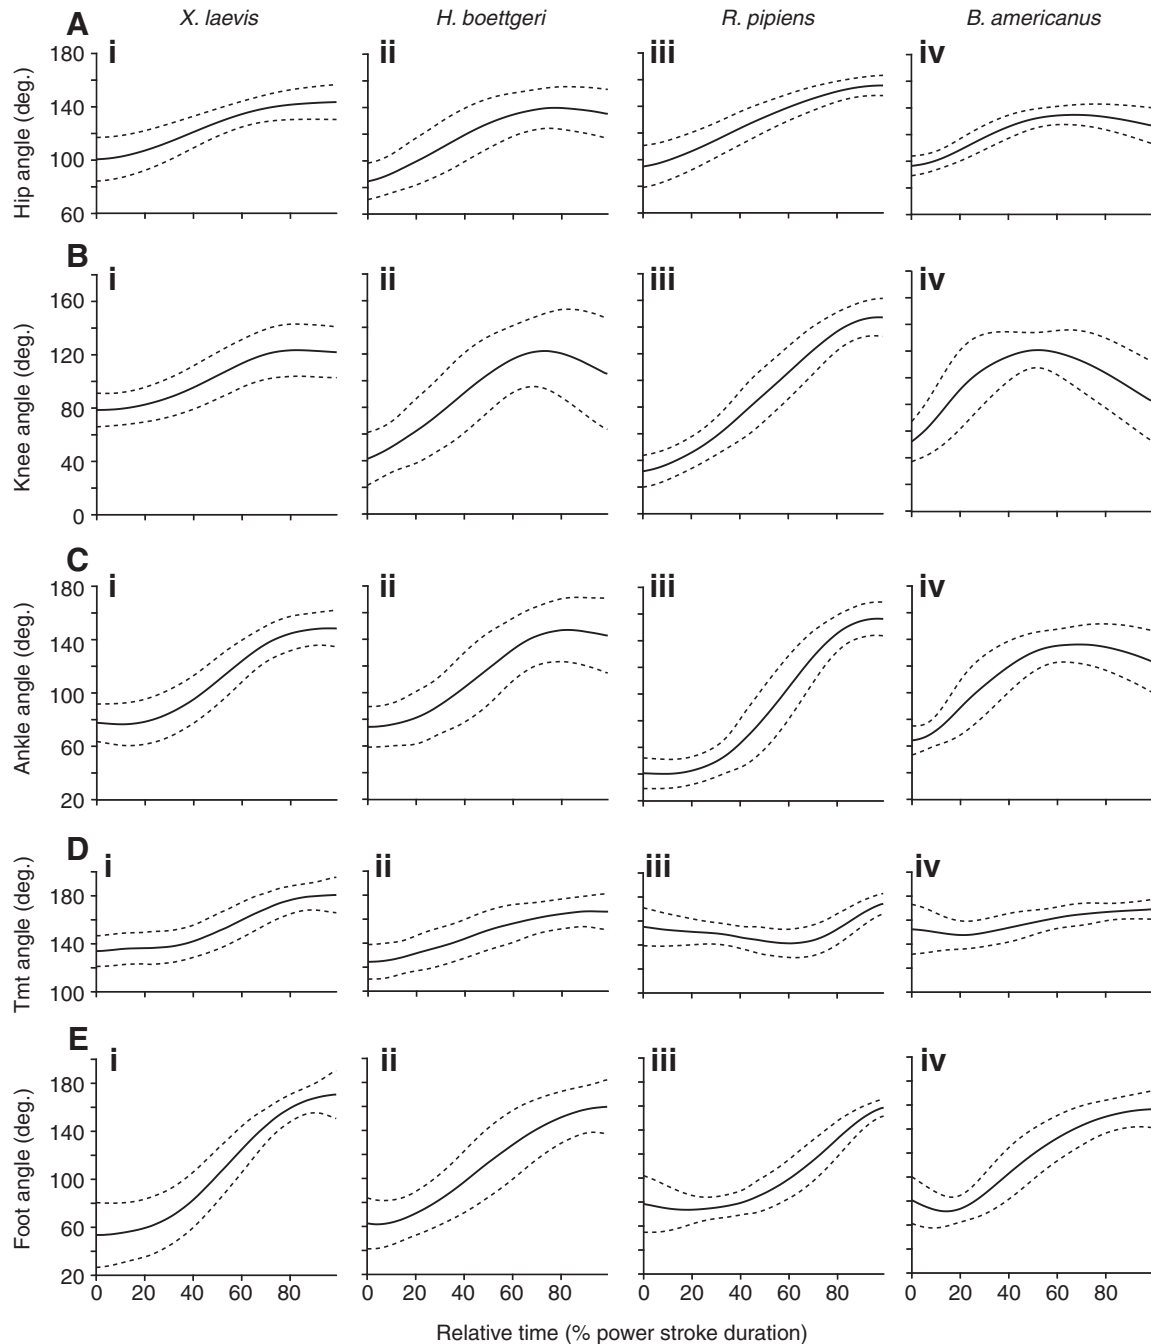 X. laevis H. boettgeri R. pipiens B. americanus
A
i ii iii iv
Hip angle (deg.)
180
140
100
60
B
i ii iii iv
Knee angle (deg.)
160
120
80
40
0
C
i ii iii iv
Ankle angle (deg.)
180
140
100
60
20
D
i ii iii iv
Tmt angle (deg.)
180
140
100
E
i ii iii iv
Foot angle (deg.)
180
140
100
60
20
0 20 40 60 80 0 20 40 60 80 0 20 40 60 80 0 20 40 60 80
Relative time (% power stroke duration)